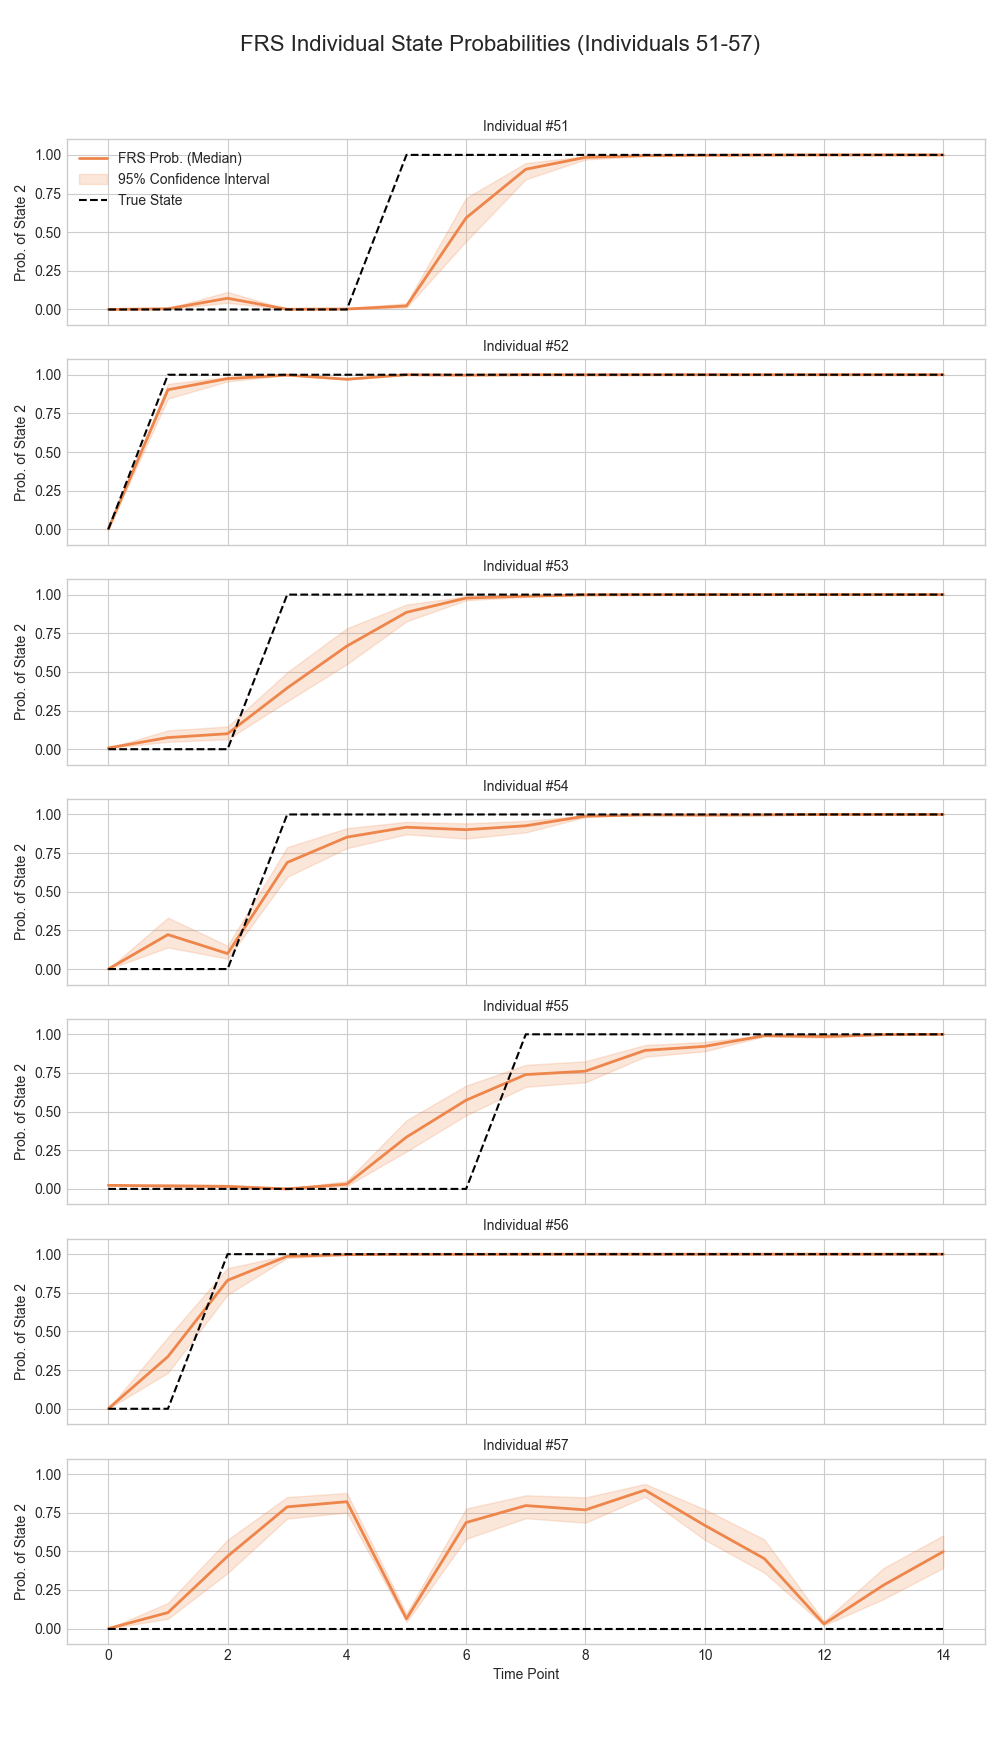 FRS Individual State Probabilities (Individuals 51-57)
Individual #51
1.00
0.75
0.50
0.25
0.00
Prob. of State 2
FRS Prob. (Median)
95% Confidence Interval
True State
Individual #52
1.00
0.75
0.50
0.25
0.00
Prob. of State 2
Individual #53
1.00
0.75
0.50
0.25
0.00
Prob. of State 2
Individual #54
1.00
0.75
0.50
0.25
0.00
Prob. of State 2
Individual #55
1.00
0.75
0.50
0.25
0.00
Prob. of State 2
Individual #56
1.00
0.75
0.50
0.25
0.00
Prob. of State 2
Individual #57
1.00
0.75
0.50
0.25
0.00
Prob. of State 2
0 2 4 6 8 10 12 14
Time Point